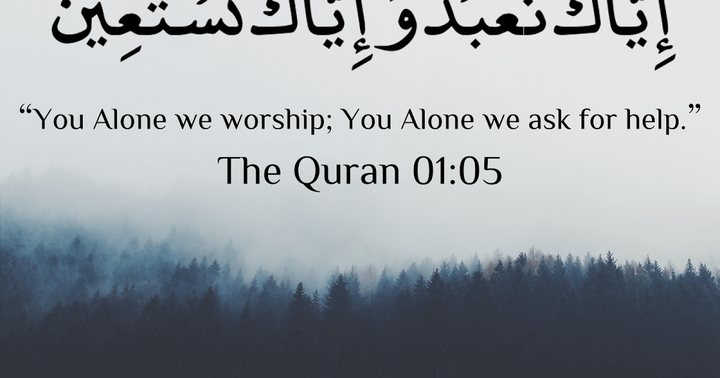 إِيَّاكَ نَعْبُدُ وَ إِيَّاكَ نَسْتَعِينُ
“You Alone we worship; You Alone we ask for help.”
The Quran 01:05